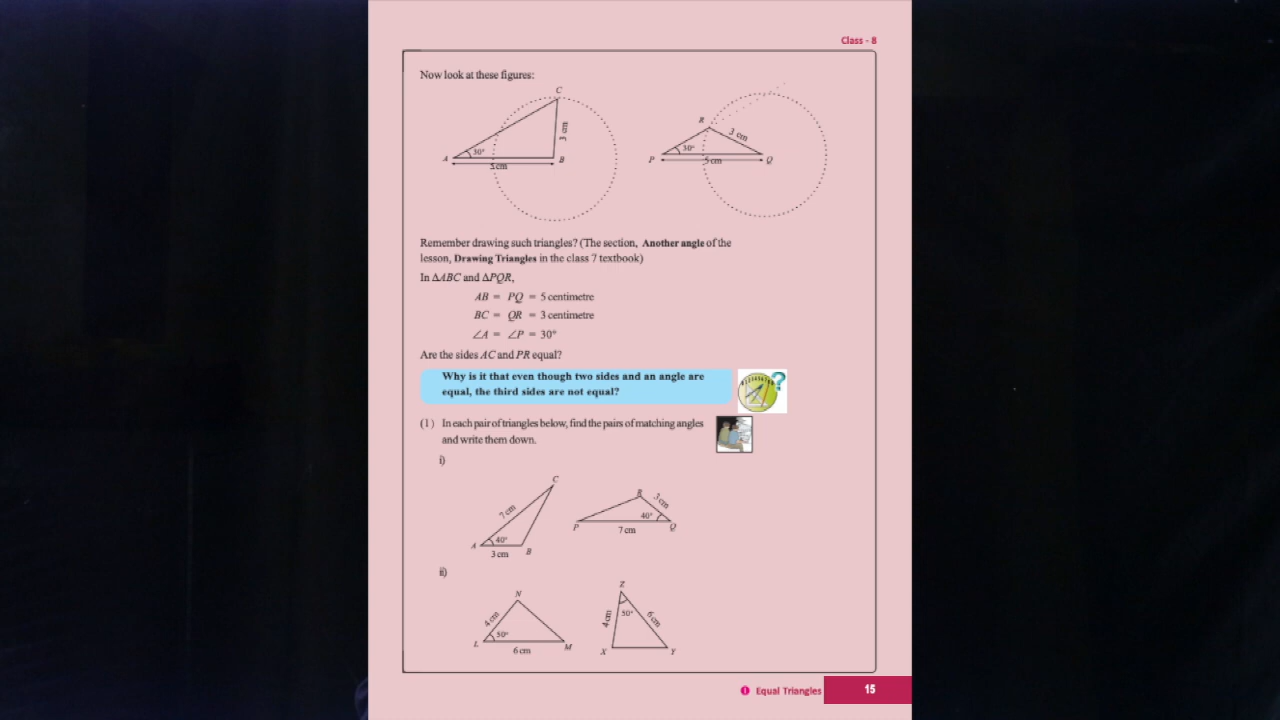 Class - 8
Now look at these figures:
C
3 cm
A
30°
B
5cm
R
3 cm
P
30°
Q
5cm
Remember drawing such triangles? (The section, Another angle of the
lesson, Drawing Triangles in the class 7 textbook)
In ΔABC and ΔPQR,
AB = PQ = 5 centimetre
BC = QR = 3 centimetre
∠A = ∠P = 30°
Are the sides AC and PR equal?
Why is it that even though two sides and an angle are
equal, the third sides are not equal?
?
(1) In each pair of triangles below, find the pairs of matching angles
and write them down.
i)
C
7 cm
A
40°
B
3 cm
R
3 cm
40°
P
Q
7 cm
ii)
N
4 cm
50°
L
M
6 cm
Z
4 cm
50°
6 cm
X
Y
Equal Triangles
15